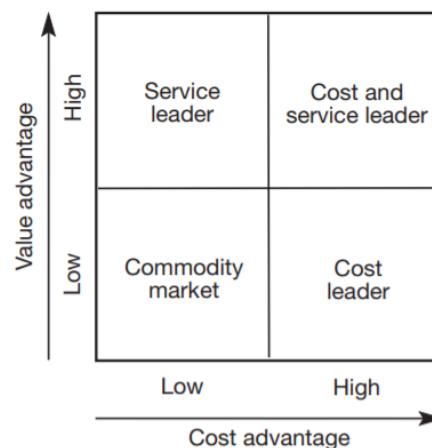 Value advantage
High
Low
Service
leader
Cost and
service leader
Commodity
market
Cost
leader
Low
High
Cost advantage